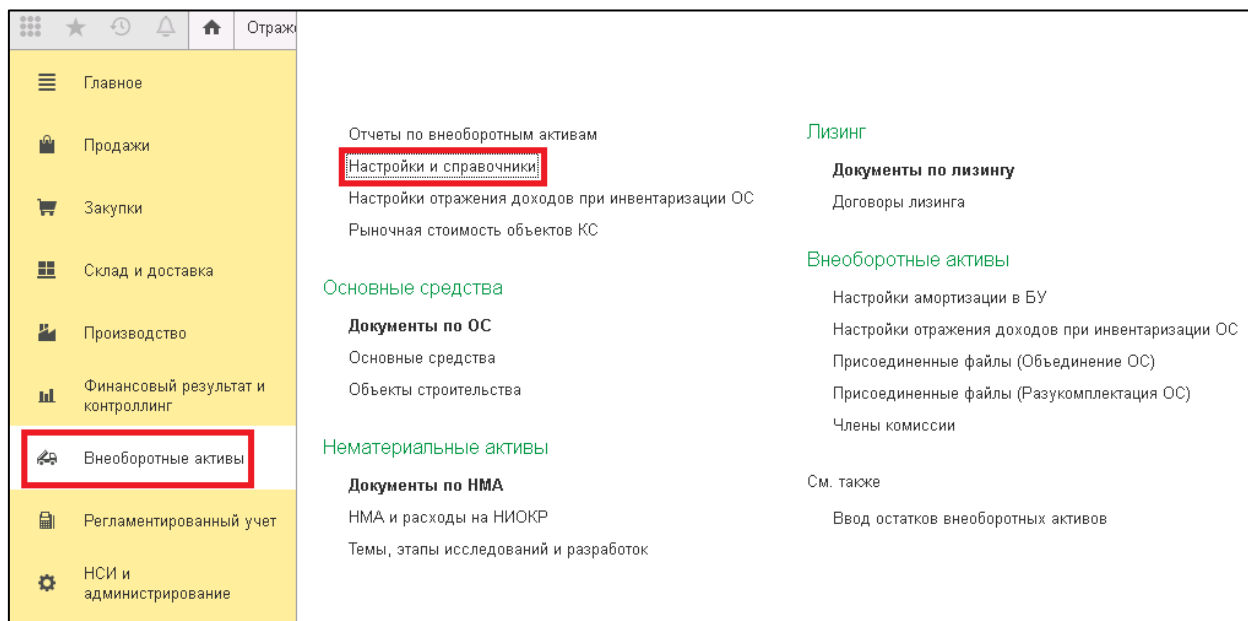 Отраж
Главное
Продажи
Закупки
Склад и доставка
Производство
Финансовый результат и
контроллинг
Внеоборотные активы
Регламентированный учет
НСИ и
администрирование
Отчеты по внеоборотным активам
Настройки и справочники
Настройки отражения доходов при инвентаризации ОС
Рыночная стоимость объектов КС
Основные средства
Документы по ОС
Основные средства
Объекты строительства
Нематериальные активы
Документы по НМА
НМА и расходы на НИОКР
Темы, этапы исследований и разработок
Лизинг
Документы по лизингу
Договоры лизинга
Внеоборотные активы
Настройки амортизации в БУ
Настройки отражения доходов при инвентаризации ОС
Присоединенные файлы (Объединение ОС)
Присоединенные файлы (Разукомплектация ОС)
Члены комиссии
См. также
Ввод остатков внеоборотных активов